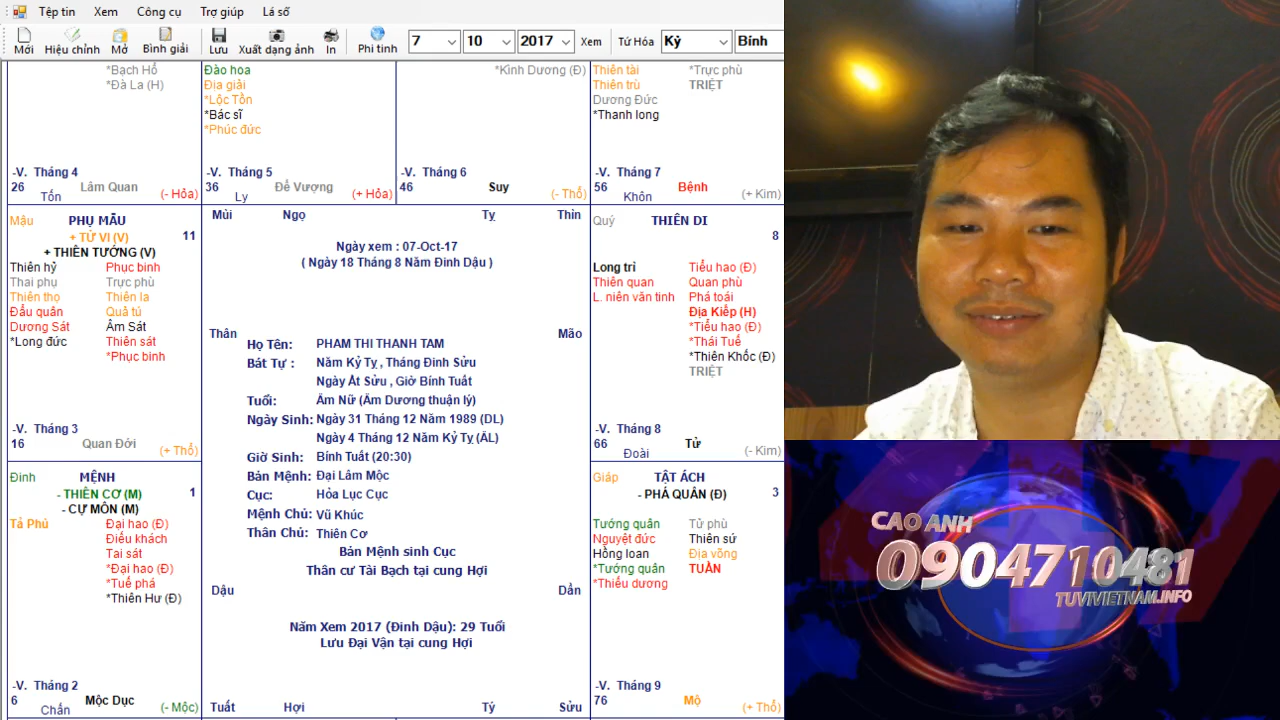 Tệp tin Xem Công cụ Trợ giúp Lá số
Mới Hiệu chỉnh Mở Bình giải Lưu Xuất dạng ảnh In Phi tinh 7 10 2017 Xem Tứ Hóa Kỷ Bính
*Bạch Hổ
*Đà La (H)
-V. Tháng 4
26 Lâm Quan
Tốn (- Hỏa)
Đào hoa
Địa giải
*Lộc Tồn
*Bác sĩ
*Phúc đức
-V. Tháng 5
36 Đế Vượng
Ly (+ Hỏa)
*Kình Dương (Đ)
-V. Tháng 6
46 Suy (- Thổ)
Thiên tài *Trực phù
Thiên trù TRIỆT
Dương Đức
*Thanh long
-V. Tháng 7
56 Bệnh
Khôn (+ Kim)
Mậu PHỤ MẪU
+ TỬ VI (V) 11
+ THIÊN TƯỚNG (V)
Thiên hỷ Phục binh
Thai phụ Trực phù
Thiên thọ Thiên la
Đẩu quân Quả tú
Dương Sát Âm Sát
*Long đức Thiên sát
*Phục binh
-V. Tháng 3
16 Quan Đới (+ Thổ)
Mùi Ngọ Tỵ Thìn
Ngày xem : 07-Oct-17
( Ngày 18 Tháng 8 Năm Đinh Dậu )
Thân Mão
Họ Tên: PHAM THI THANH TAM
Bát Tự : Năm Kỷ Tỵ , Tháng Đinh Sửu
Ngày Ất Sửu , Giờ Bính Tuất
Tuổi: Âm Nữ (Âm Dương thuận lý)
Ngày Sinh: Ngày 31 Tháng 12 Năm 1989 (DL)
Ngày 4 Tháng 12 Năm Kỷ Tỵ (ÂL)
Giờ Sinh: Bính Tuất (20:30)
Bản Mệnh: Đại Lâm Mộc
Cục: Hỏa Lục Cục
Mệnh Chủ: Vũ Khúc
Thân Chủ: Thiên Cơ
Bản Mệnh sinh Cục
Thân cư Tài Bạch tại cung Hợi
Dậu Dần
Năm Xem 2017 (Đinh Dậu): 29 Tuổi
Lưu Đại Vận tại cung Hợi
Tuất Hợi Tý Sửu
Quý THIÊN DI
8
Long trì Tiểu hao (Đ)
Thiên quan Quan phù
L. niên văn tinh Phá toái
Địa Kiếp (H)
*Tiểu hao (Đ)
*Thái Tuế
*Thiên Khốc (Đ)
TRIỆT
-V. Tháng 8
66 Tử
Đoài (- Kim)
Đinh MỆNH
- THIÊN CƠ (M) 1
- CỰ MÔN (M)
Tả Phù Đại hao (Đ)
Điếu khách
Tai sát
*Đại hao (Đ)
*Tuế phá
*Thiên Hư (Đ)
-V. Tháng 2
6 Mộc Dục
Chấn (- Mộc)
Giáp TẬT ÁCH
- PHÁ QUÂN (Đ) 3
Tướng quân Tử phù
Nguyệt đức Thiên sứ
Hồng loan Địa võng
*Tướng quân TUẦN
*Thiếu dương
-V. Tháng 9
76 Mộ (+ Thổ)
CAO ANH
0904710481
TUVIVIETNAM.INFO